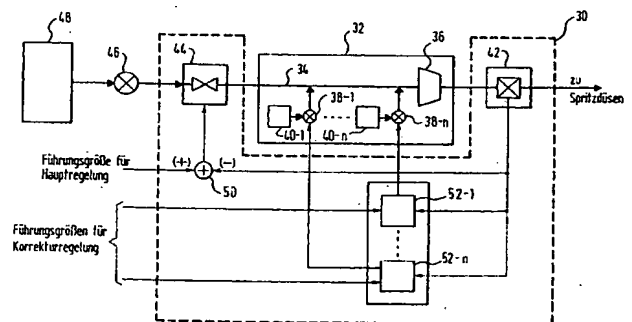 48
46
44
32
36
30
42
34
38-1
40-1
40-n
38-n
zu
Spritzdüsen
Führungsgröße für
Hauptregelung
(+)
(-)
50
52-1
Führungsgrößen für
Korrekturregelung
52-n